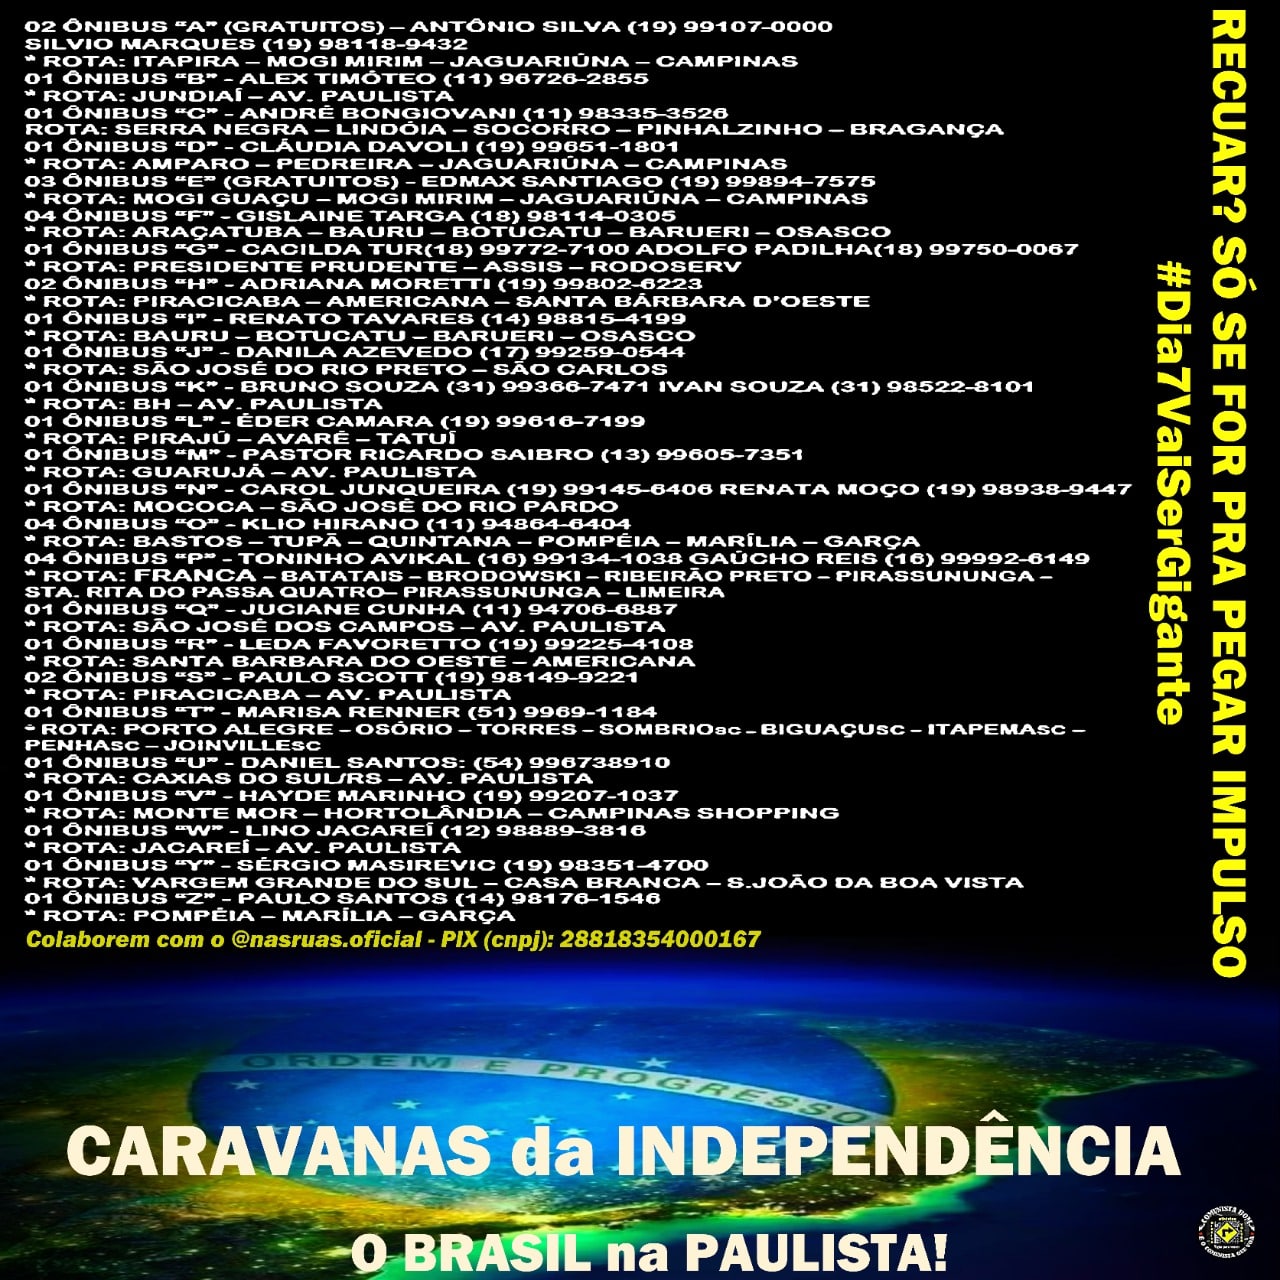 02 ÔNIBUS "A" (GRATUITOS) – ANTÔNIO SILVA (19) 99107-0000
SILVIO MARQUES (19) 98118-9432
* ROTA: ITAPIRA – MOGI MIRIM – JAGUARIÚNA – CAMPINAS
01 ÔNIBUS "B" - ALEX TIMÓTEO (11) 96726-2855
* ROTA: JUNDIAÍ – AV. PAULISTA
01 ÔNIBUS "C" - ANDRÉ BONGIOVANI (11) 98335-3526
ROTA: SERRA NEGRA – LINDÓIA – SOCORRO – PINHALZINHO – BRAGANÇA
01 ÔNIBUS "D" - CLÁUDIA DAVOLI (19) 99651-1801
* ROTA: AMPARO – PEDREIRA – JAGUARIÚNA – CAMPINAS
03 ÔNIBUS "E" (GRATUITOS) - EDMAX SANTIAGO (19) 99894-7575
* ROTA: MOGI GUAÇU – MOGI MIRIM – JAGUARIÚNA – CAMPINAS
04 ÔNIBUS "F" - GISLAINE TARGA (18) 98114-0305
* ROTA: ARAÇATUBA – BAURU – BOTUCATU – BARUERI – OSASCO
01 ÔNIBUS "G" - CACILDA TUR(18) 99772-7100 ADOLFO PADILHA(18) 99750-0067
* ROTA: PRESIDENTE PRUDENTE – ASSIS – RODOSERV
02 ÔNIBUS "H" - ADRIANA MORETTI (19) 99802-6223
* ROTA: PIRACICABA – AMERICANA – SANTA BÁRBARA D'OESTE
01 ÔNIBUS "I" - RENATO TAVARES (14) 98815-4199
* ROTA: BAURU – BOTUCATU – BARUERI – OSASCO
01 ÔNIBUS "J" - DANILA AZEVEDO (17) 99259-0544
* ROTA: SÃO JOSÉ DO RIO PRETO – SÃO CARLOS
01 ÔNIBUS "K" - BRUNO SOUZA (31) 99366-7471 IVAN SOUZA (31) 98522-8101
* ROTA: BH – AV. PAULISTA
01 ÔNIBUS "L" - ÉDER CAMARA (19) 99616-7199
* ROTA: PIRAJÚ – AVARÉ – TATUÍ
01 ÔNIBUS "M" - PASTOR RICARDO SAIBRO (13) 99605-7351
* ROTA: GUARUJÁ – AV. PAULISTA
01 ÔNIBUS "N" - CAROL JUNQUEIRA (19) 99145-6406 RENATA MOÇO (19) 98938-9447
* ROTA: MOCOCA – SÃO JOSÉ DO RIO PARDO
04 ÔNIBUS "O" - KLIO HIRANO (11) 94864-6404
* ROTA: BASTOS – TUPÃ – QUINTANA – POMPÉIA – MARÍLIA – GARÇA
04 ÔNIBUS "P" - TONINHO AVIKAL (16) 99134-1038 GAÚCHO REIS (16) 99992-6149
* ROTA: FRANCA – BATATAIS – BRODOWSKI – RIBEIRÃO PRETO – PIRASSUNUNGA –
STA. RITA DO PASSA QUATRO– PIRASSUNUNGA – LIMEIRA
01 ÔNIBUS "Q" - JUCIANE CUNHA (11) 94706-6887
* ROTA: SÃO JOSÉ DOS CAMPOS – AV. PAULISTA
01 ÔNIBUS "R" - LEDA FAVORETTO (19) 99225-4108
* ROTA: SANTA BARBARA DO OESTE – AMERICANA
02 ÔNIBUS "S" - PAULO SCOTT (19) 98149-9221
* ROTA: PIRACICABA – AV. PAULISTA
01 ÔNIBUS "T" - MARISA RENNER (51) 9969-1184
* ROTA: PORTO ALEGRE - OSÓRIO – TORRES - SOMBRIOSC - BIGUAÇUSC – ITAPEMASC –
PENHASC – JOINVILLESC
01 ÔNIBUS "U" - DANIEL SANTOS: (54) 996738910
* ROTA: CAXIAS DO SUL/RS – AV. PAULISTA
01 ÔNIBUS "V" - HAYDE MARINHO (19) 99207-1037
* ROTA: MONTE MOR – HORTOLÂNDIA – CAMPINAS SHOPPING
01 ÔNIBUS "W" - LINO JACAREÍ (12) 98889-3816
* ROTA: JACAREÍ – AV. PAULISTA
01 ÔNIBUS "Y" - SÉRGIO MASIREVIC (19) 98351-4700
* ROTA: VARGEM GRANDE DO SUL – CASA BRANCA – S.JOÃO DA BOA VISTA
01 ÔNIBUS "Z" - PAULO SANTOS (14) 98176-1546
* ROTA: POMPÉIA – MARÍLIA – GARÇA
Colaborem com o @nasruas.oficial - PIX (cnpj): 28818354000167
RECUAR? SÓ SE FOR PRA PEGAR IMPULSO
#Dia7VaiSerGigante
ORDEM E PROGRESSO
CARAVANAS da INDEPENDÊNCIA
O BRASIL na PAULISTA!